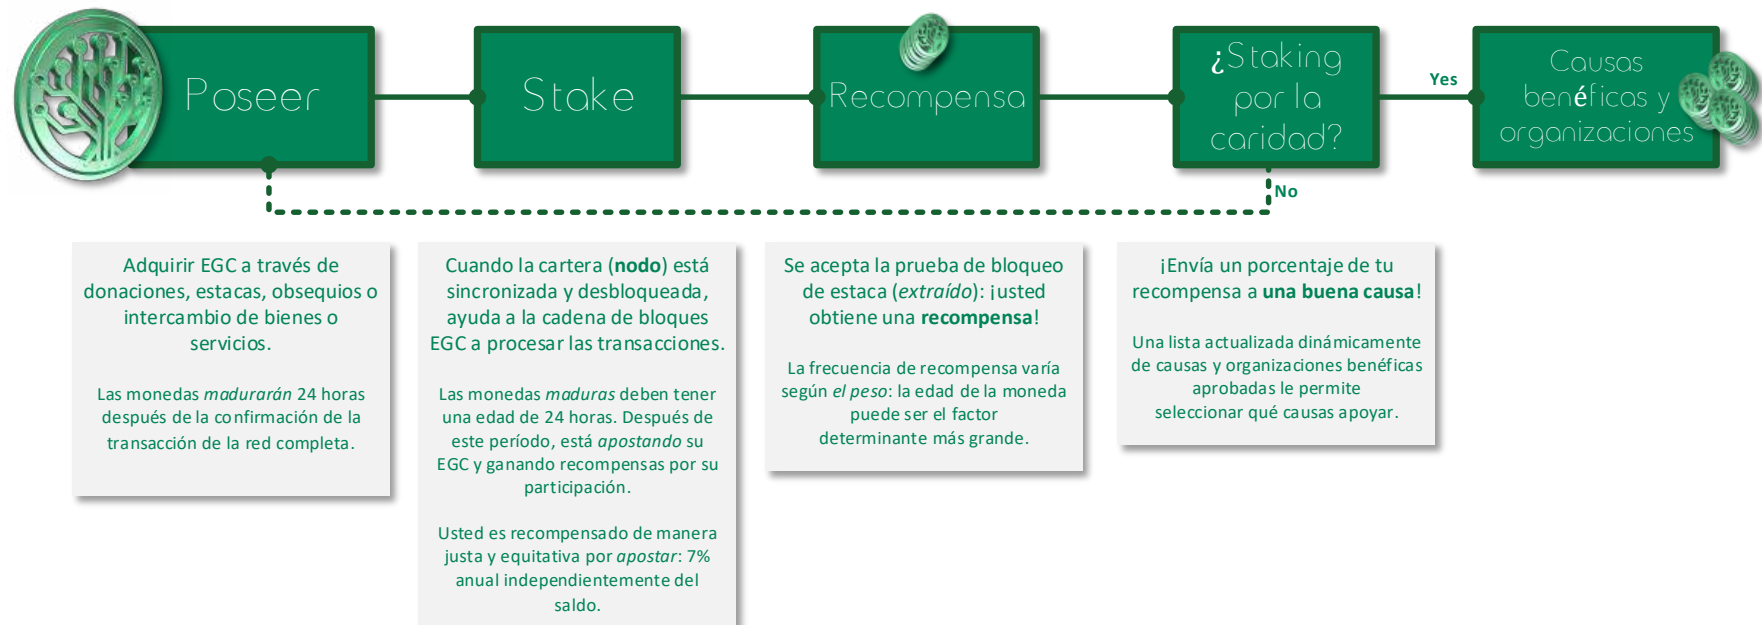 Poseer
Stake
Recompensa
¿Staking
por la
caridad?
Yes
Causas
benéficas y
organizaciones
No
Adquirir EGC a través de
donaciones, estacas, obsequios o
intercambio de bienes o
servicios.
Las monedas madurarán 24 horas
después de la confirmación de la
transacción de la red completa.
Cuando la cartera (nodo) está
sincronizada y desbloqueada,
ayuda a la cadena de bloques
EGC a procesar las transacciones.
Las monedas maduras deben tener
una edad de 24 horas. Después de
este período, está apostando su
EGC y ganando recompensas por su
participación.
Usted es recompensado de manera
justa y equitativa por apostar: 7%
anual independientemente del
saldo.
Se acepta la prueba de bloqueo
de estaca (extraído): ¡usted
obtiene una recompensa!
La frecuencia de recompensa varía
según el peso: la edad de la moneda
puede ser el factor
determinante más grande.
¡Envía un porcentaje de tu
recompensa a una buena causa!
Una lista actualizada dinámicamente
de causas y organizaciones benéficas
aprobadas le permite
seleccionar qué causas apoyar.